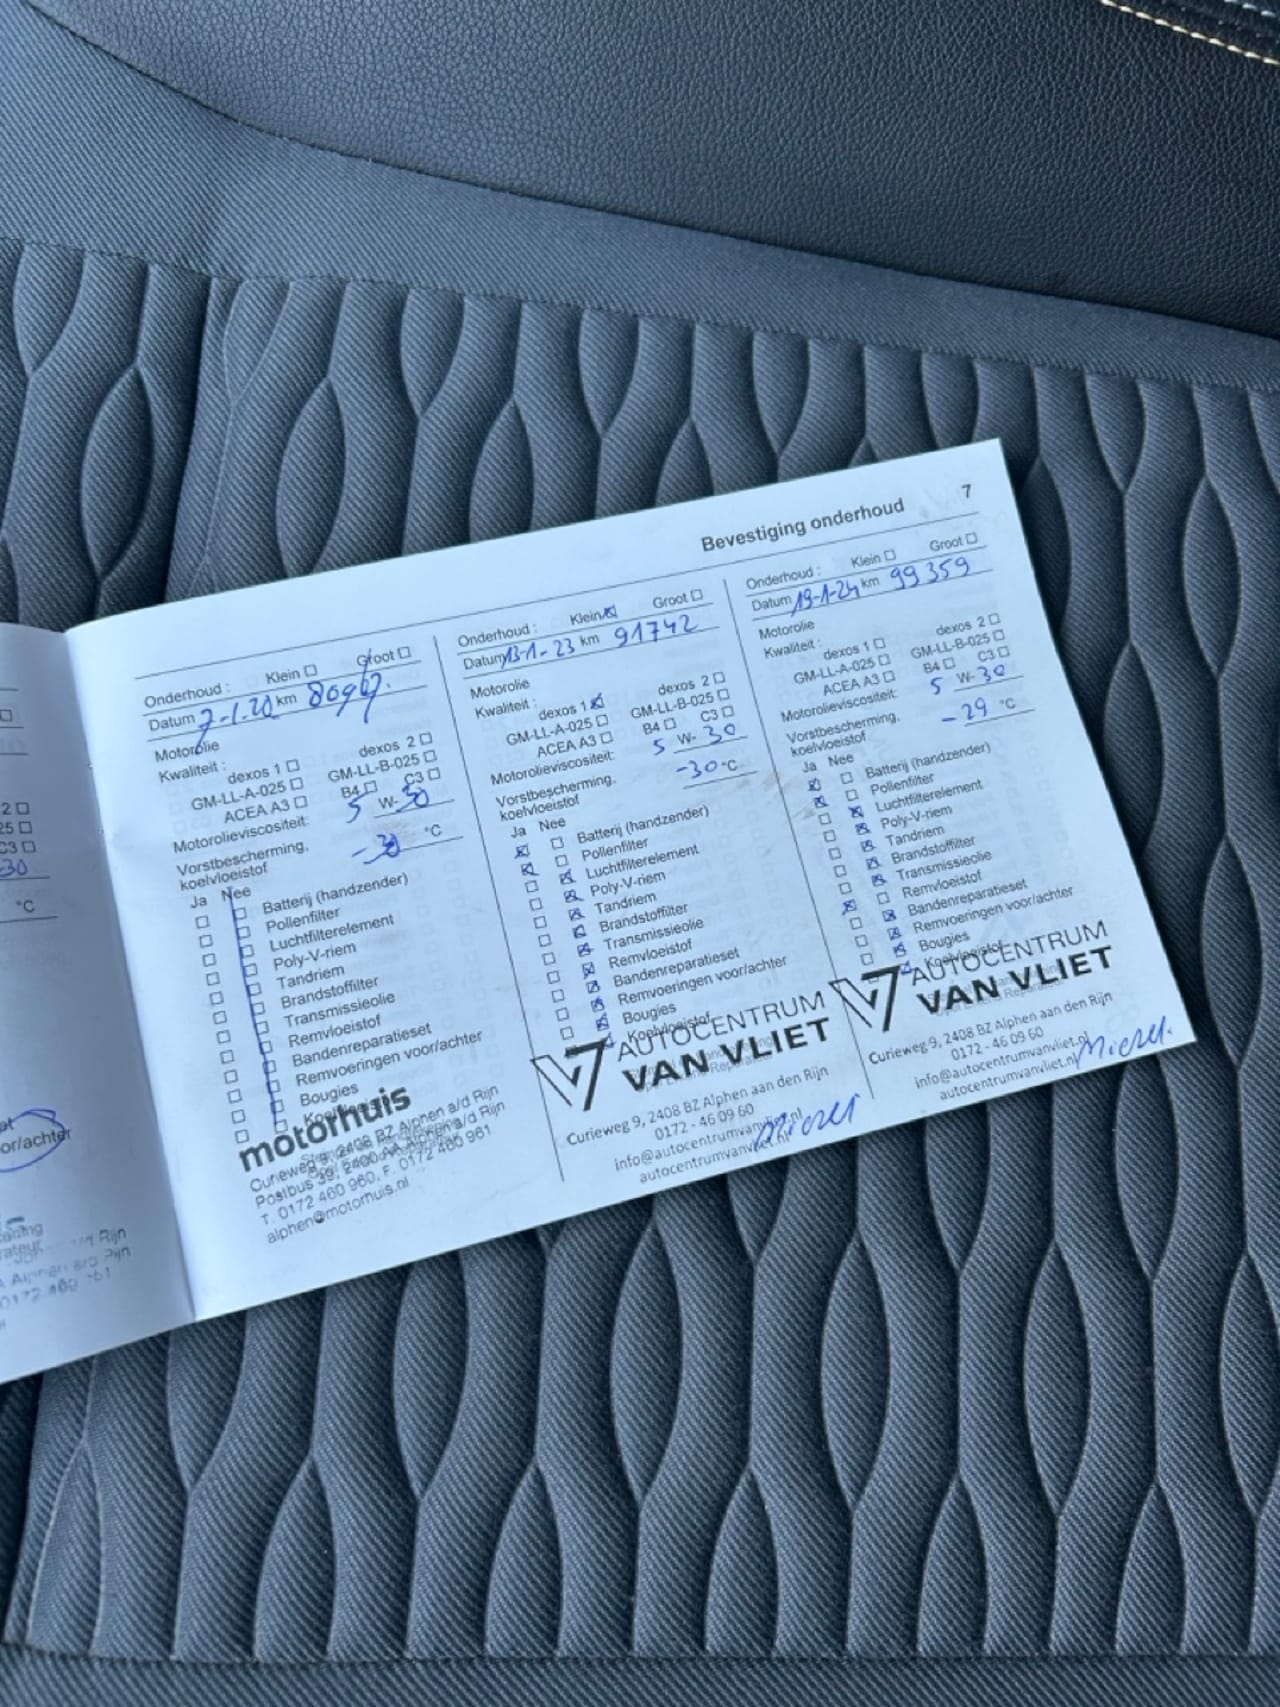 7
Bevestiging onderhoud
Onderhoud : Klein Groot
Datum km
Motorolie
Kwaliteit : dexos 1 dexos 2
GM-LL-A-025 GM-LL-B-025
ACEA A3 B4 C3
Motorolieviscositeit: 5 W-30
Vorstbescherming, koelvloeistof -30 °C
Ja Nee
Batterij (handzender)
Pollenfilter
Luchtfilterelement
Poly-V-riem
Tandriem
Brandstoffilter
Transmissieolie
Remvloeistof
Bandenreparatieset
Remvoeringen voor/achter
Bougies
Koelvloeistof
motorhuis
Curieweg 9, 2408 BZ Alphen a/d Rijn
Postbus 39, 2400 AA Alphen a/d Rijn
T. 0172 460 960, F. 0172 460 961
alphen@motorhuis.nl
Onderhoud : Klein Groot
Datum 13-1-23 km 91742
Motorolie
Kwaliteit : dexos 1 dexos 2
GM-LL-A-025 GM-LL-B-025
ACEA A3 B4 C3
Motorolieviscositeit: 5 W-30
Vorstbescherming, koelvloeistof -30 °C
Ja Nee
Batterij (handzender)
Pollenfilter
Luchtfilterelement
Poly-V-riem
Tandriem
Brandstoffilter
Transmissieolie
Remvloeistof
Bandenreparatieset
Remvoeringen voor/achter
Bougies
Koelvloeistof
AUTOCENTRUM
VAN VLIET
Curieweg 9, 2408 BZ Alphen aan den Rijn
0172 - 46 09 60
info@autocentrumvanvliet.nl
autocentrumvanvliet.nl
Onderhoud : Klein Groot
Datum 19-1-24 km 99359
Motorolie
Kwaliteit : dexos 1 dexos 2
GM-LL-A-025 GM-LL-B-025
ACEA A3 B4 C3
Motorolieviscositeit: 5 W-30
Vorstbescherming, koelvloeistof -29 °C
Ja Nee
Batterij (handzender)
Pollenfilter
Luchtfilterelement
Poly-V-riem
Tandriem
Brandstoffilter
Transmissieolie
Remvloeistof
Bandenreparatieset
Remvoeringen voor/achter
Bougies
Koelvloeistof
AUTOCENTRUM
VAN VLIET
Curieweg 9, 2408 BZ Alphen aan den Rijn
0172 - 46 09 60
info@autocentrumvanvliet.nl
autocentrumvanvliet.nl